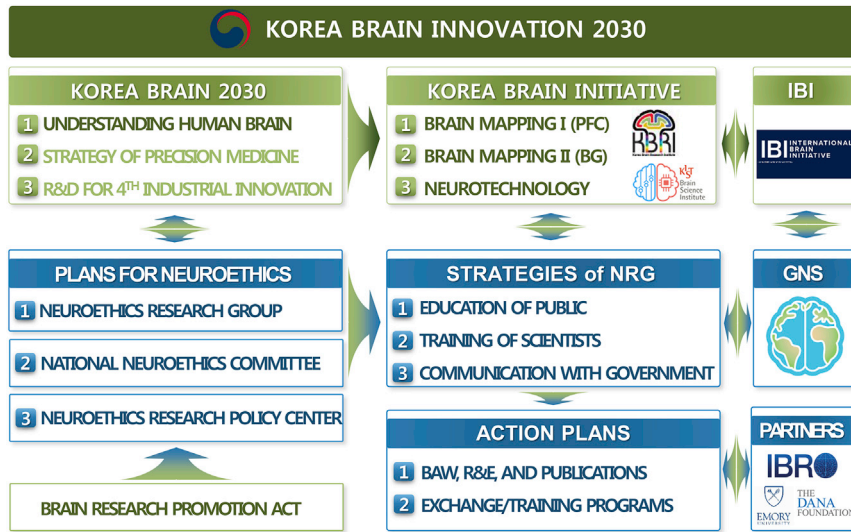 KOREA BRAIN INNOVATION 2030
KOREA BRAIN 2030
1 UNDERSTANDING HUMAN BRAIN
2 STRATEGY OF PRECISION MEDICINE
3 R&D FOR 4TH INDUSTRIAL INNOVATION
KOREA BRAIN INITIATIVE
1 BRAIN MAPPING I (PFC)
2 BRAIN MAPPING II (BG)
3 NEUROTECHNOLOGY
KBRI
Korea Brain Research Institute
KIST
Brain
Science
Institute
IBI
IBI INTERNATIONAL
BRAIN
INITIATIVE
PLANS FOR NEUROETHICS
1 NEUROETHICS RESEARCH GROUP
2 NATIONAL NEUROETHICS COMMITTEE
3 NEUROETHICS RESEARCH POLICY CENTER
BRAIN RESEARCH PROMOTION ACT
STRATEGIES of NRG
1 EDUCATION OF PUBLIC
2 TRAINING OF SCIENTISTS
3 COMMUNICATION WITH GOVERNMENT
GNS
ACTION PLANS
1 BAW, R&E, AND PUBLICATIONS
2 EXCHANGE/TRAINING PROGRAMS
PARTNERS
IBRO
EMORY
UNIVERSITY
THE
DANA
FOUNDATION